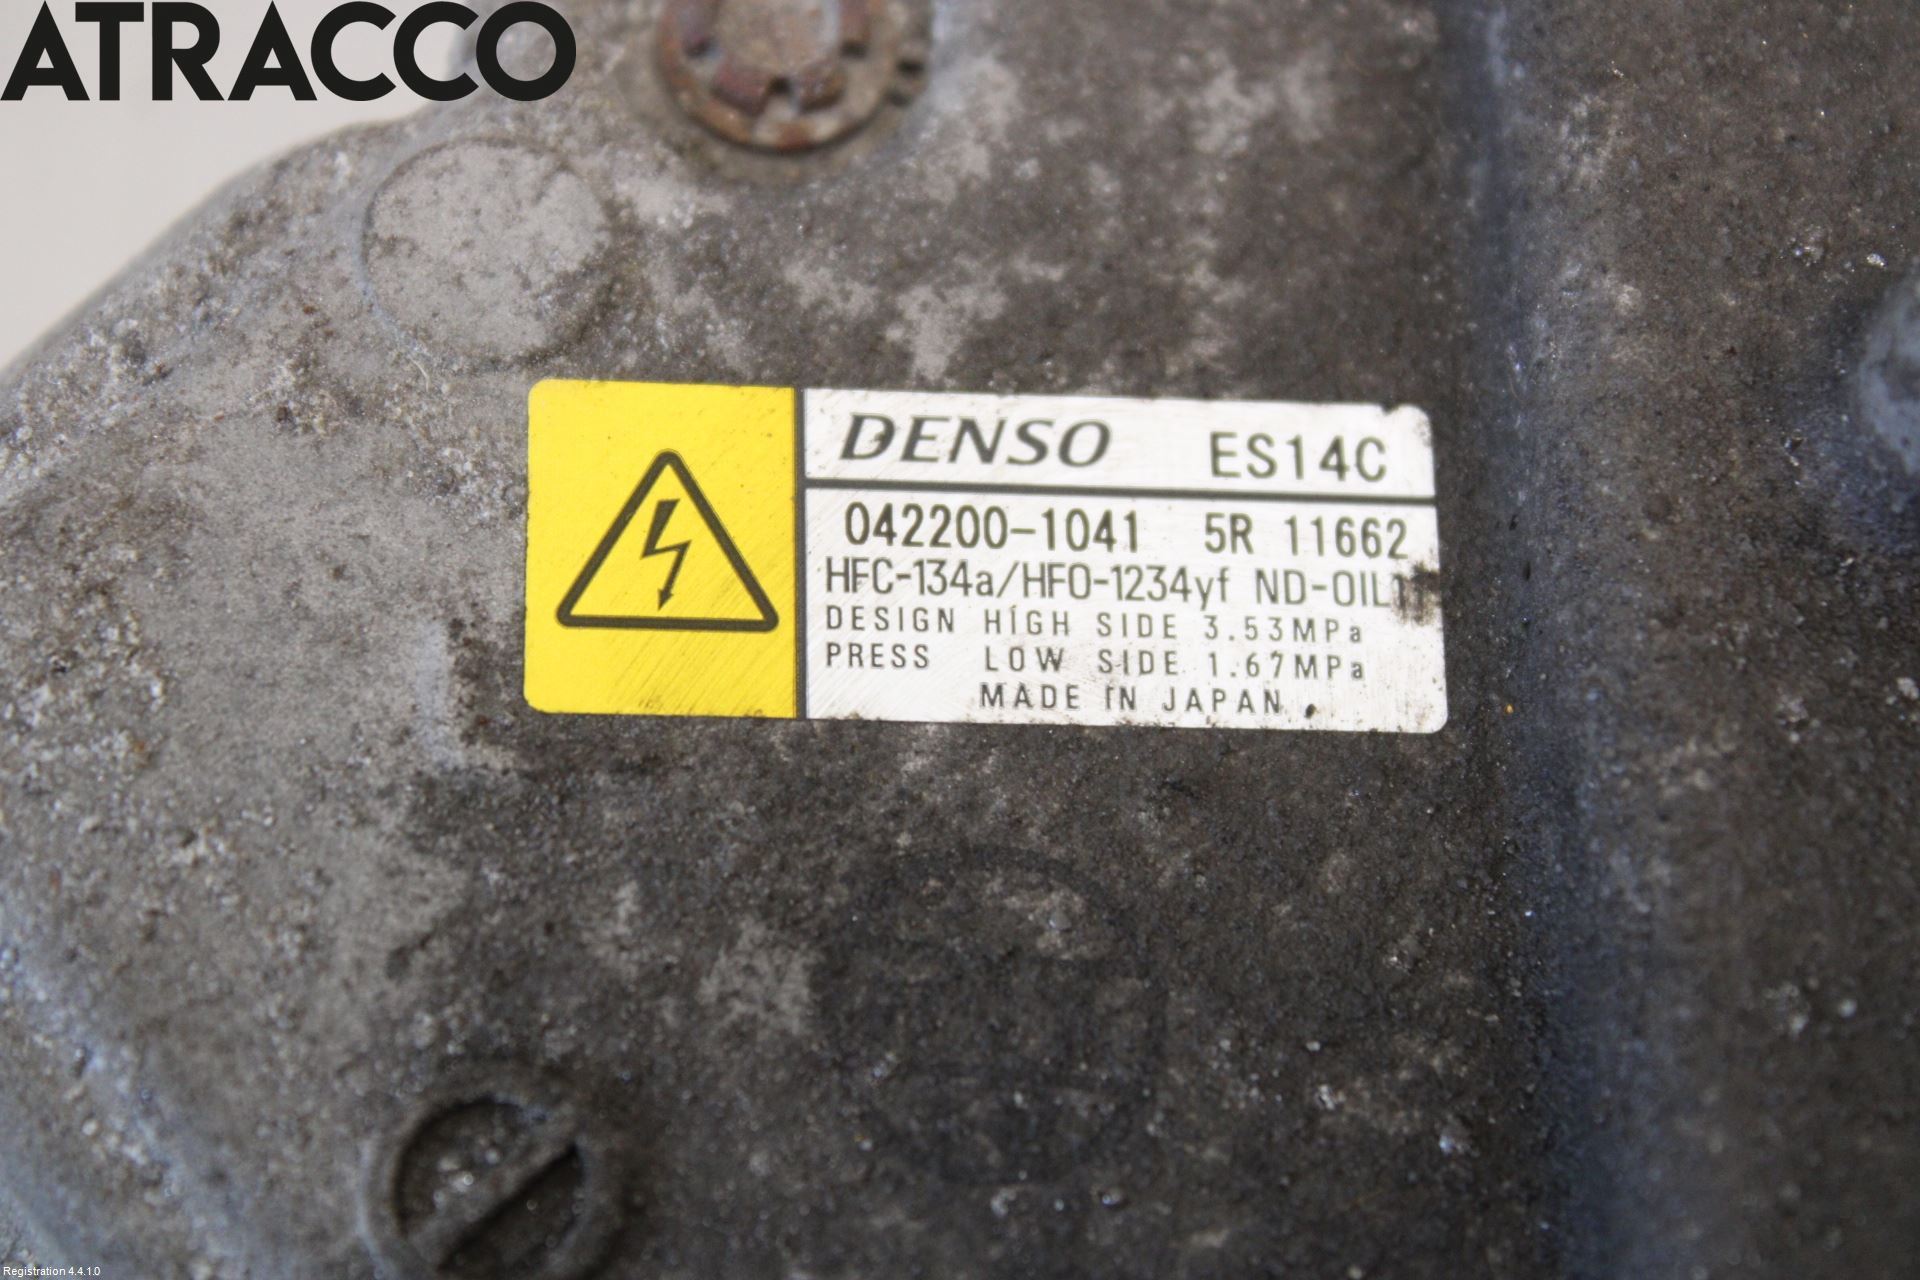 ATRACCO
DENSO ES14C
042200-1041 5R 11662
HFC-134a/HFO-1234yf ND-OIL11
DESIGN HIGH SIDE 3.53MPa
PRESS LOW SIDE 1.67MPa
MADE IN JAPAN
Registration 4.4.1.0